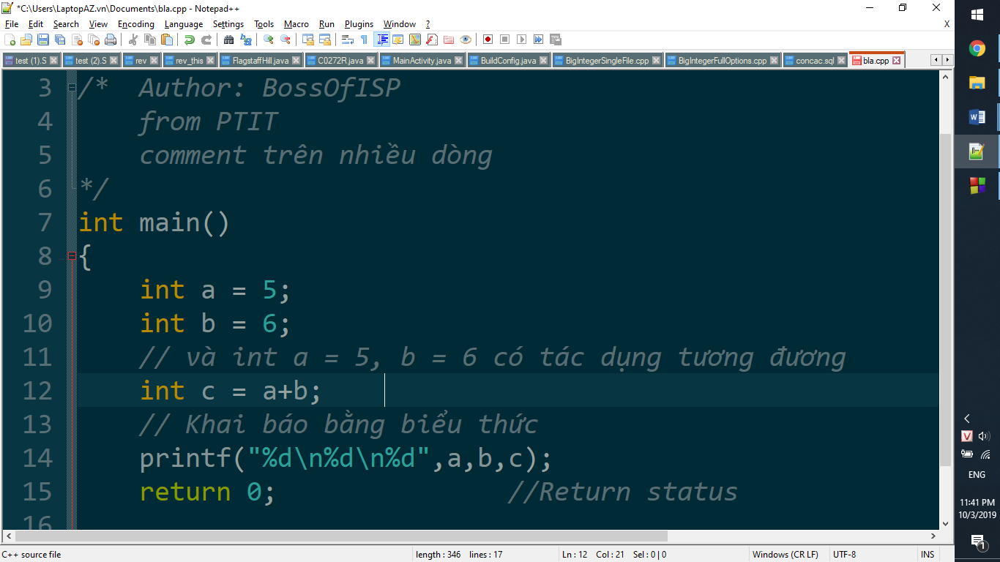 *C:\Users\LaptopAZ.vn\Documents\bla.cpp - Notepad++
File Edit Search View Encoding Language Settings Tools Macro Run Plugins Window ? X
test (1).S test (2).S rev rev_this FlagstaffHill.java C0272R.java MainActivity.java BuildConfig.java BigIntegerSingleFile.cpp BigIntegerFullOptions.cpp concac.sql bla.cpp
3 /* Author: BossOfISP
4 from PTIT
5 comment trên nhiều dòng
6 */
7 int main()
8 {
9 int a = 5;
10 int b = 6;
11 // và int a = 5, b = 6 có tác dụng tương đương
12 int c = a+b;
13 // Khai báo bằng biểu thức
14 printf("%d\n%d\n%d",a,b,c);
15 return 0; //Return status
16
C++ source file length : 346 lines : 17 Ln : 12 Col : 21 Sel : 0 | 0 Windows (CR LF) UTF-8 INS
ENG
11:41 PM
10/3/2019
1